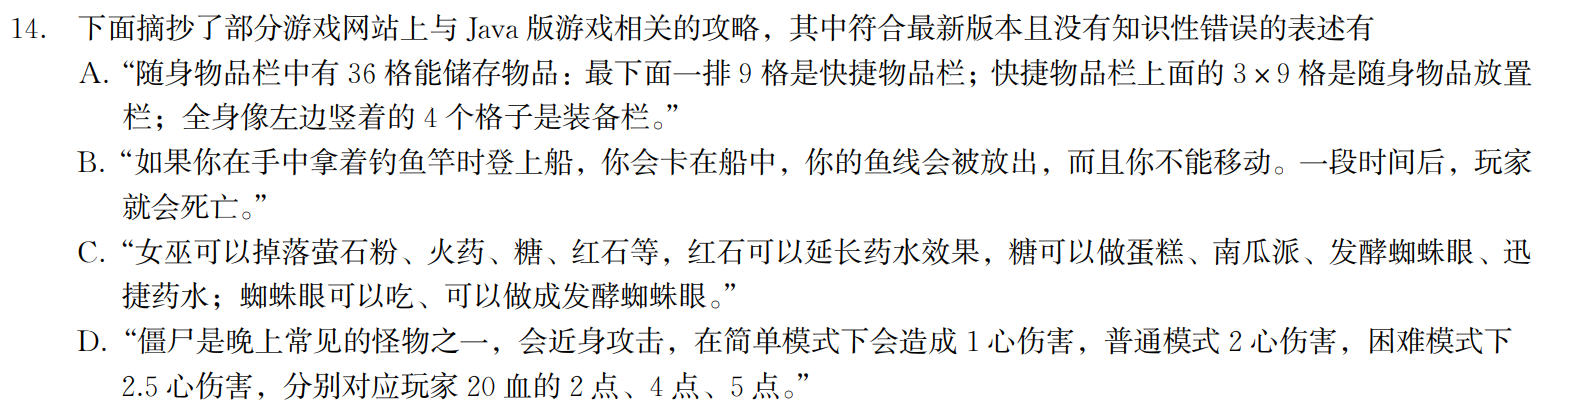 14. 下面摘抄了部分游戏网站上与 Java 版游戏相关的攻略，其中符合最新版本且没有知识性错误的表述有
A. “随身物品栏中有 36 格能储存物品：最下面一排 9 格是快捷物品栏；快捷物品栏上面的 3×9 格是随身物品放置
栏；全身像左边竖着的 4 个格子是装备栏。”
B. “如果你在手中拿着钓鱼竿时登上船，你会卡在船中，你的鱼线会被放出，而且你不能移动。一段时间后，玩家
就会死亡。”
C. “女巫可以掉落萤石粉、火药、糖、红石等，红石可以延长药水效果，糖可以做蛋糕、南瓜派、发酵蜘蛛眼、迅
捷药水；蜘蛛眼可以吃、可以做成发酵蜘蛛眼。”
D. “僵尸是晚上常见的怪物之一，会近身攻击，在简单模式下会造成 1 心伤害，普通模式 2 心伤害，困难模式下
2.5 心伤害，分别对应玩家 20 血的 2 点、4 点、5 点。”